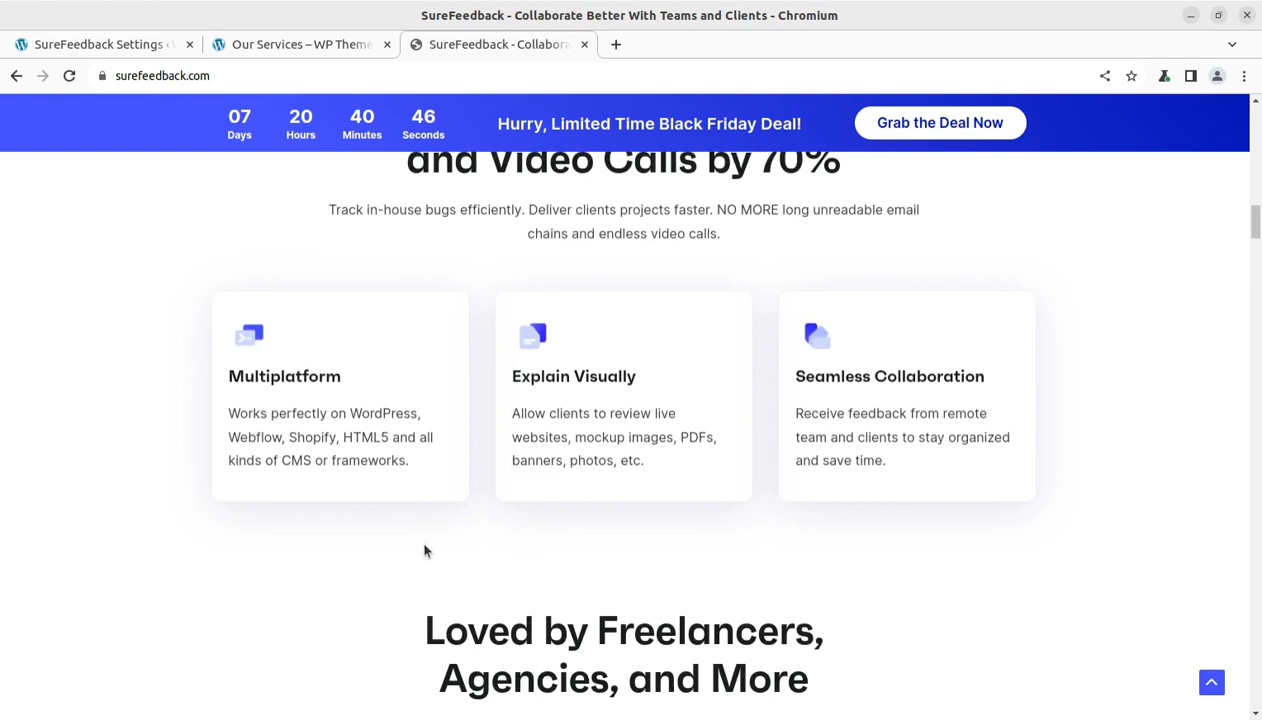 SureFeedback - Collaborate Better With Teams and Clients - Chromium
SureFeedback Settings ‹
Our Services – WP Theme
SureFeedback - Collabora
surefeedback.com
07 20 40 46
Days Hours Minutes Seconds
Hurry, Limited Time Black Friday Deal!
Grab the Deal Now
and Video Calls by 70%
Track in-house bugs efficiently. Deliver clients projects faster. NO MORE long unreadable email
chains and endless video calls.
Multiplatform
Works perfectly on WordPress,
Webflow, Shopify, HTML5 and all
kinds of CMS or frameworks.
Explain Visually
Allow clients to review live
websites, mockup images, PDFs,
banners, photos, etc.
Seamless Collaboration
Receive feedback from remote
team and clients to stay organized
and save time.
Loved by Freelancers,
Agencies, and More